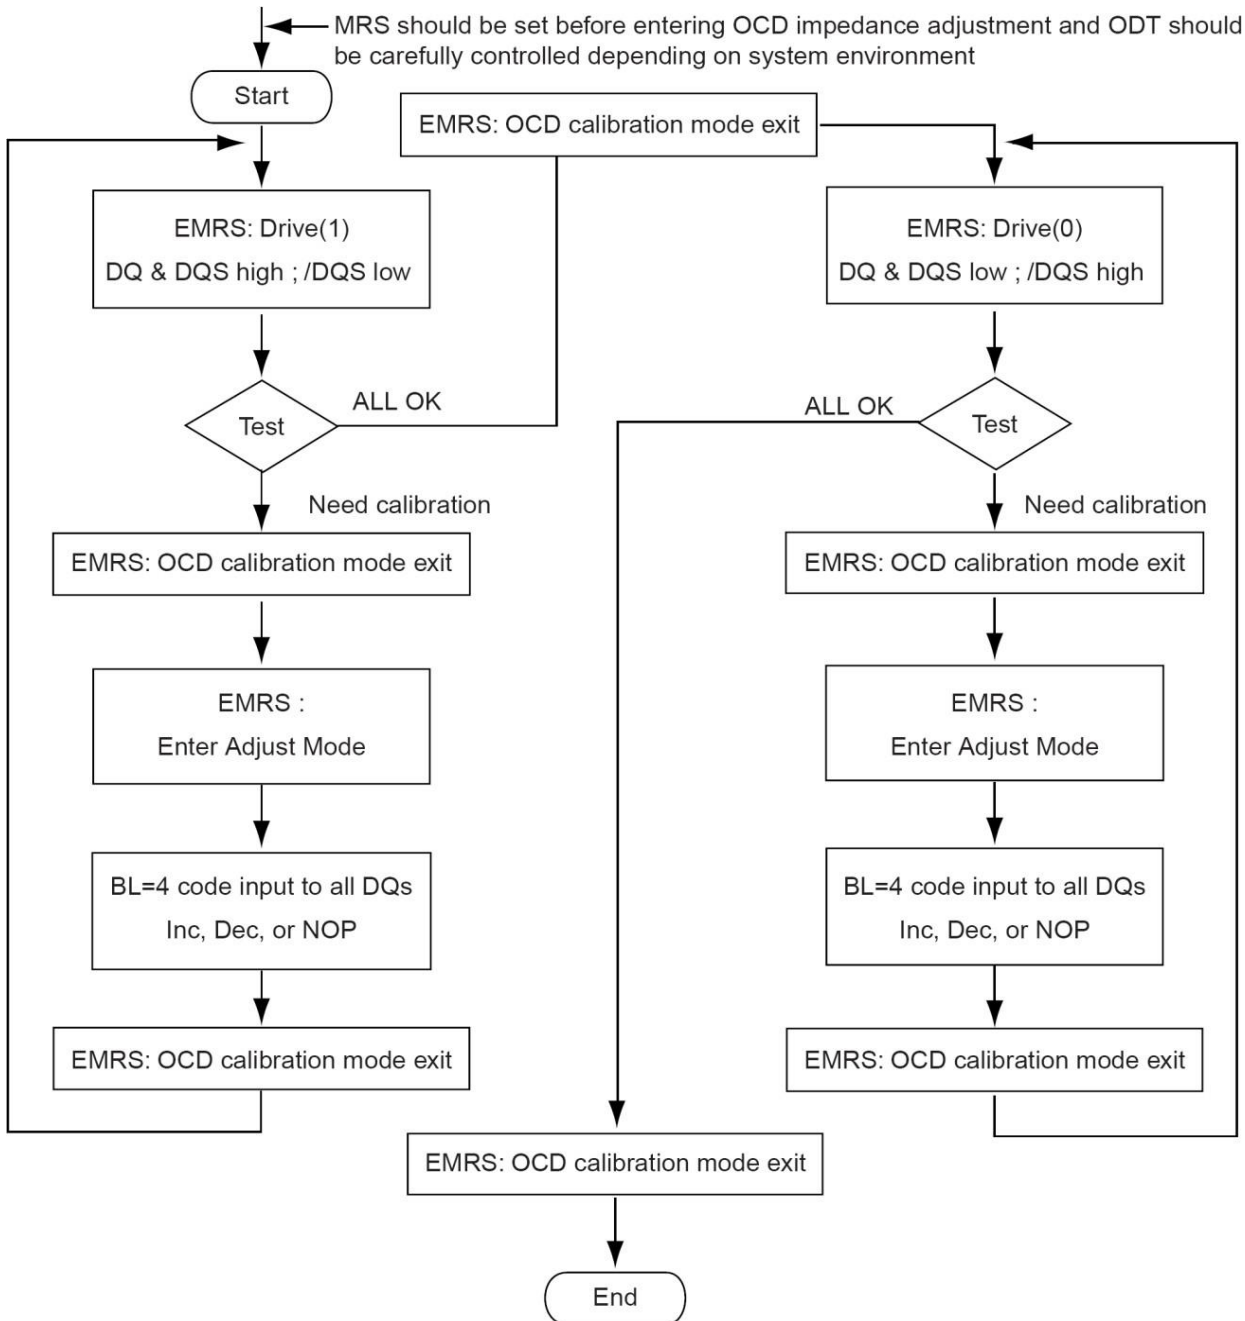 MRS should be set before entering OCD impedance adjustment and ODT should
be carefully controlled depending on system environment
Start
EMRS: OCD calibration mode exit
EMRS: Drive(1)
DQ & DQS high ; /DQS low
EMRS: Drive(0)
DQ & DQS low ; /DQS high
ALL OK
Test
ALL OK
Test
Need calibration
Need calibration
EMRS: OCD calibration mode exit
EMRS: OCD calibration mode exit
EMRS :
Enter Adjust Mode
EMRS :
Enter Adjust Mode
BL=4 code input to all DQs
Inc, Dec, or NOP
BL=4 code input to all DQs
Inc, Dec, or NOP
EMRS: OCD calibration mode exit
EMRS: OCD calibration mode exit
EMRS: OCD calibration mode exit
End